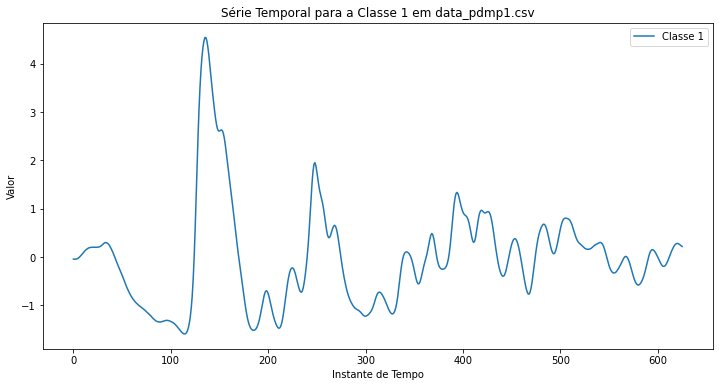 Série Temporal para a Classe 1 em data_pdmp1.csv
Classe 1
Valor
4
3
2
1
0
−1
0 100 200 300 400 500 600
Instante de Tempo